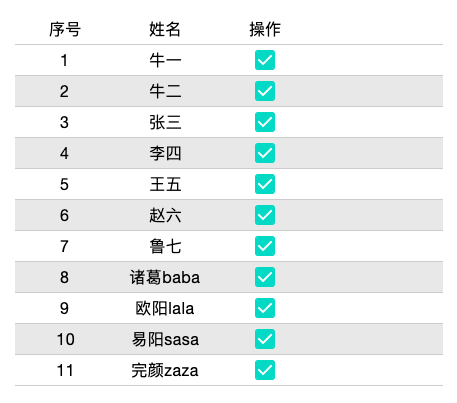 序号 姓名 操作
1 牛一
2 牛二
3 张三
4 李四
5 王五
6 赵六
7 鲁七
8 诸葛baba
9 欧阳lala
10 易阳sasa
11 完颜zaza